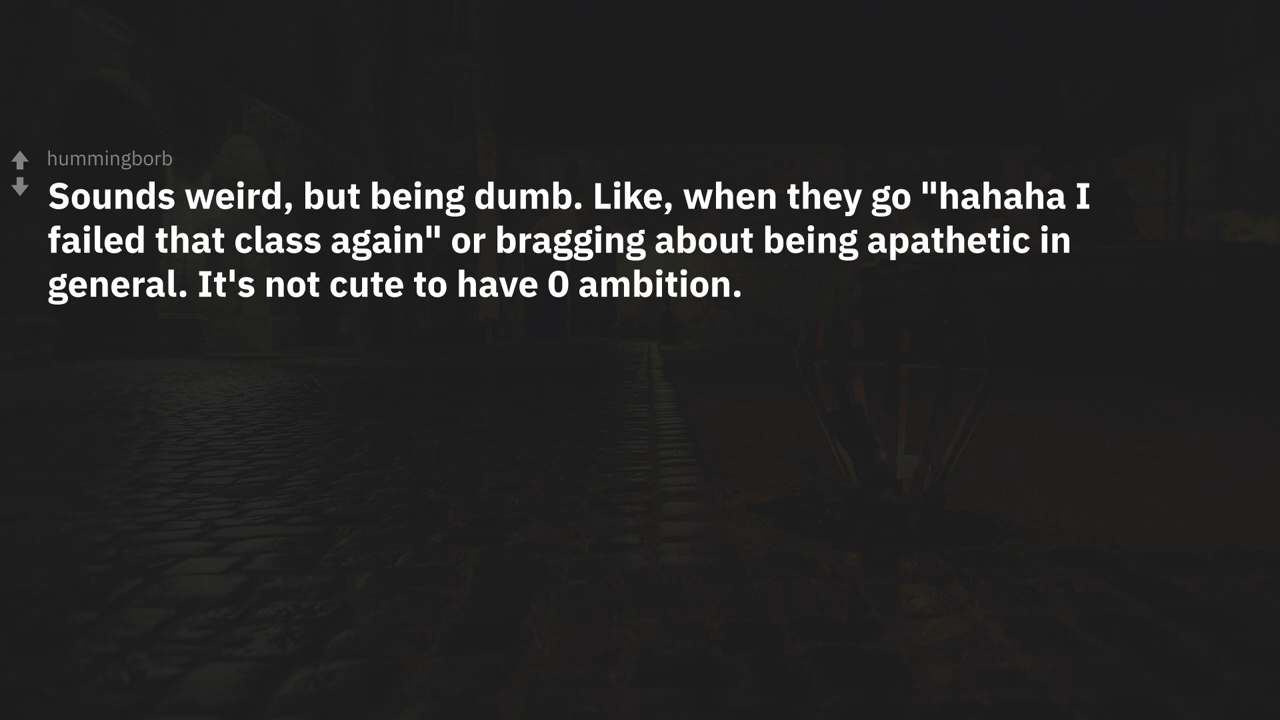 hummingborb
Sounds weird, but being dumb. Like, when they go "hahaha I
failed that class again" or bragging about being apathetic in
general. It's not cute to have 0 ambition.